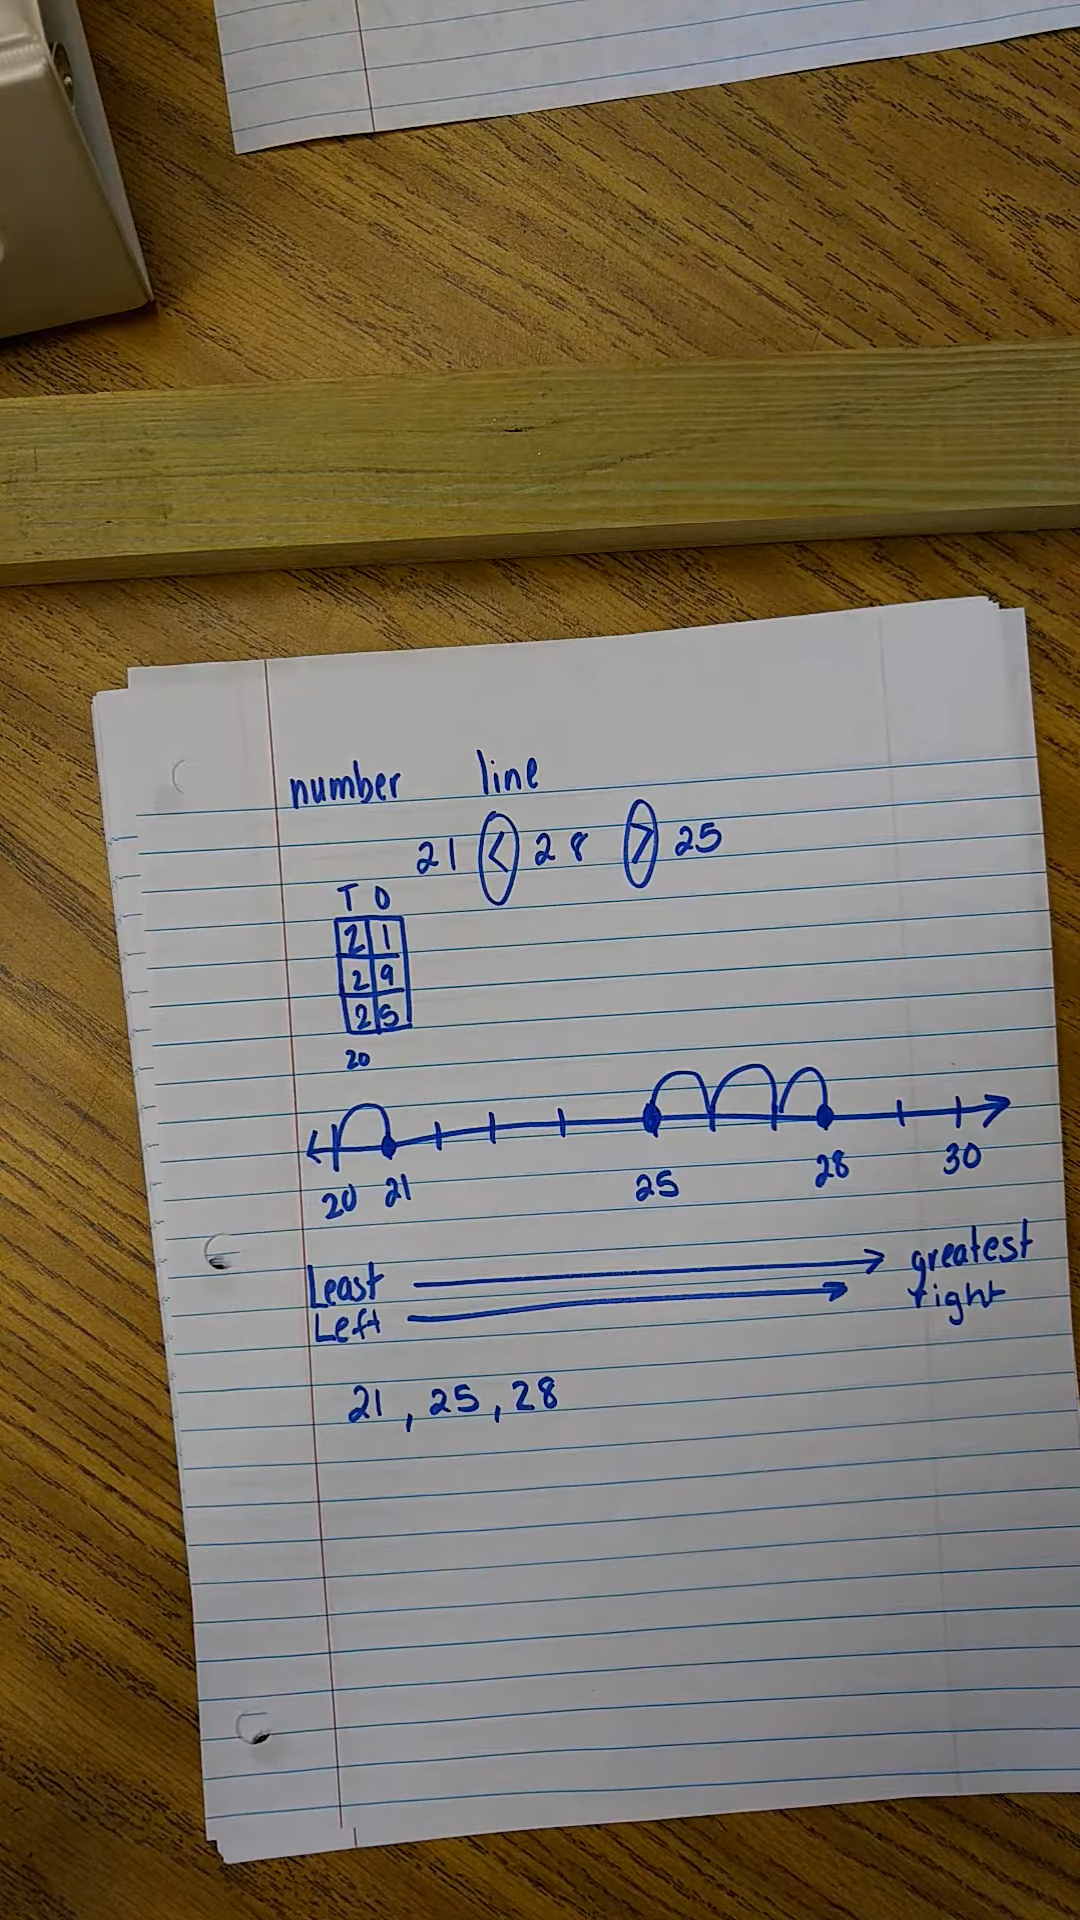 number line
21 < 28 > 25
T O
2 1
2 9
2 5
20
20 21 25 28 30
Least greatest
Left right
21, 25, 28